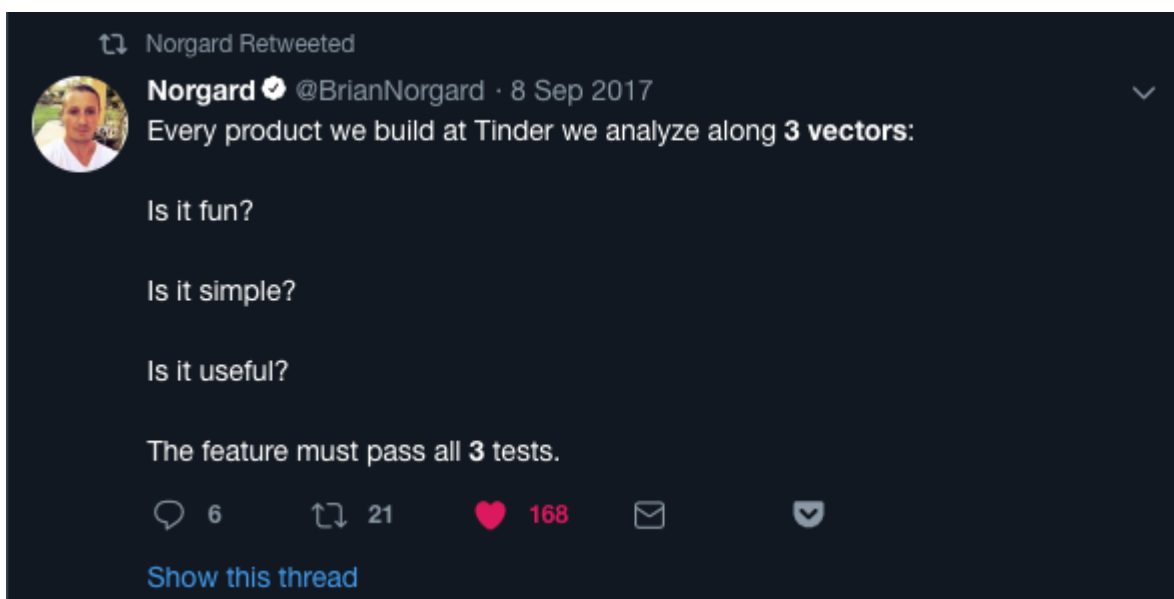 Norgard Retweeted
Norgard @BrianNorgard · 8 Sep 2017
Every product we build at Tinder we analyze along 3 vectors:
Is it fun?
Is it simple?
Is it useful?
The feature must pass all 3 tests.
6 21 168
Show this thread